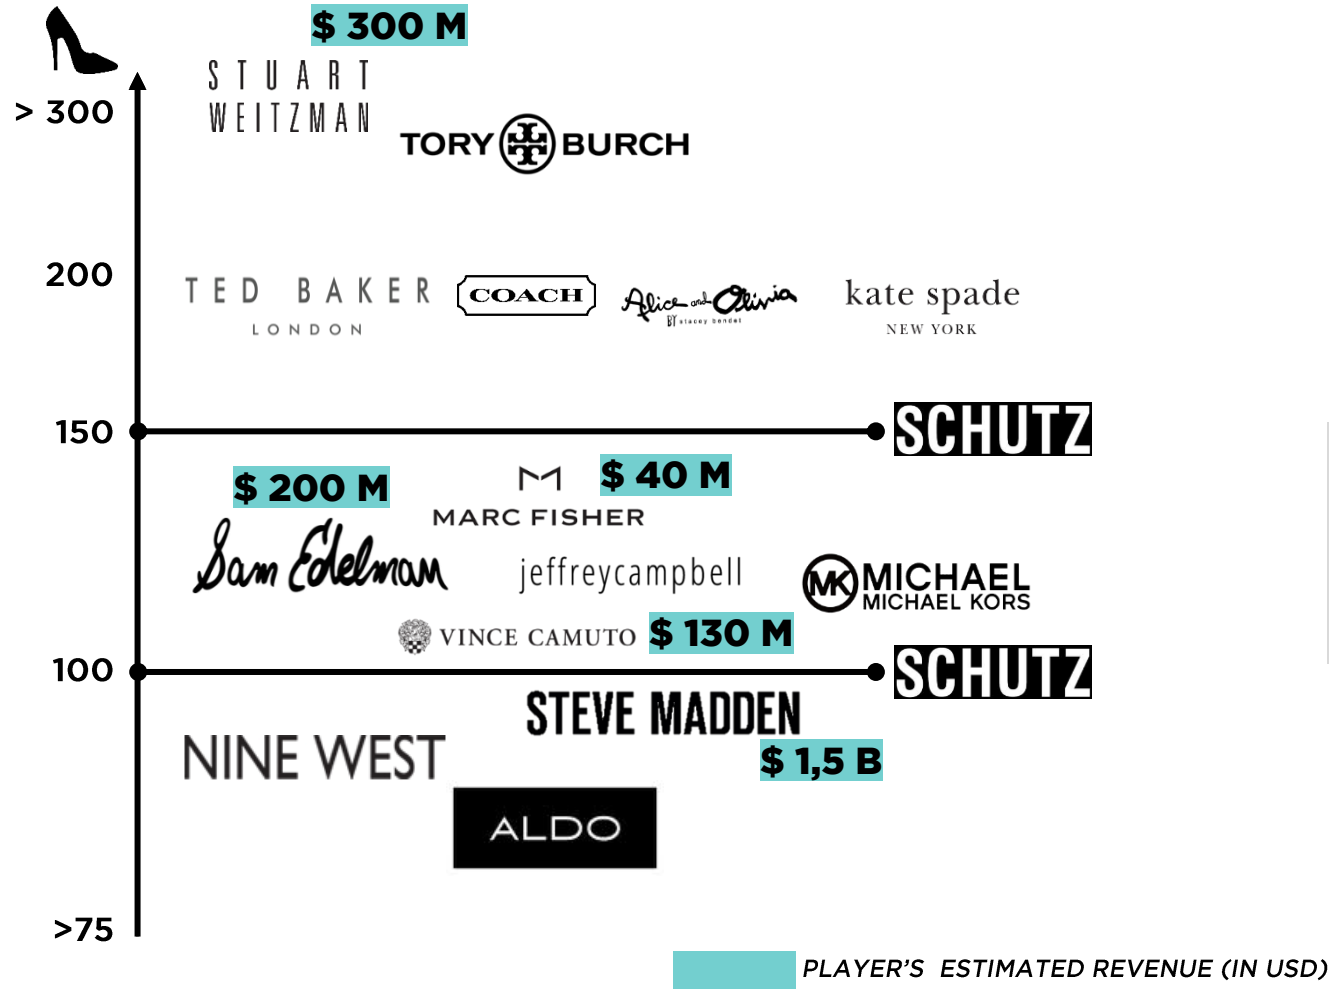 $ 300 M
STUART
WEITZMAN
> 300
TORY BURCH
200
TED BAKER
LONDON
COACH
Alice and Olivia
BY stacey bendet
kate spade
NEW YORK
150
SCHUTZ
$ 200 M
$ 40 M
MARC FISHER
Sam Edelman
jeffreycampbell
MK MICHAEL
MICHAEL KORS
VINCE CAMUTO
$ 130 M
100
SCHUTZ
STEVE MADDEN
NINE WEST
$ 1,5 B
ALDO
>75
PLAYER'S ESTIMATED REVENUE (IN USD)